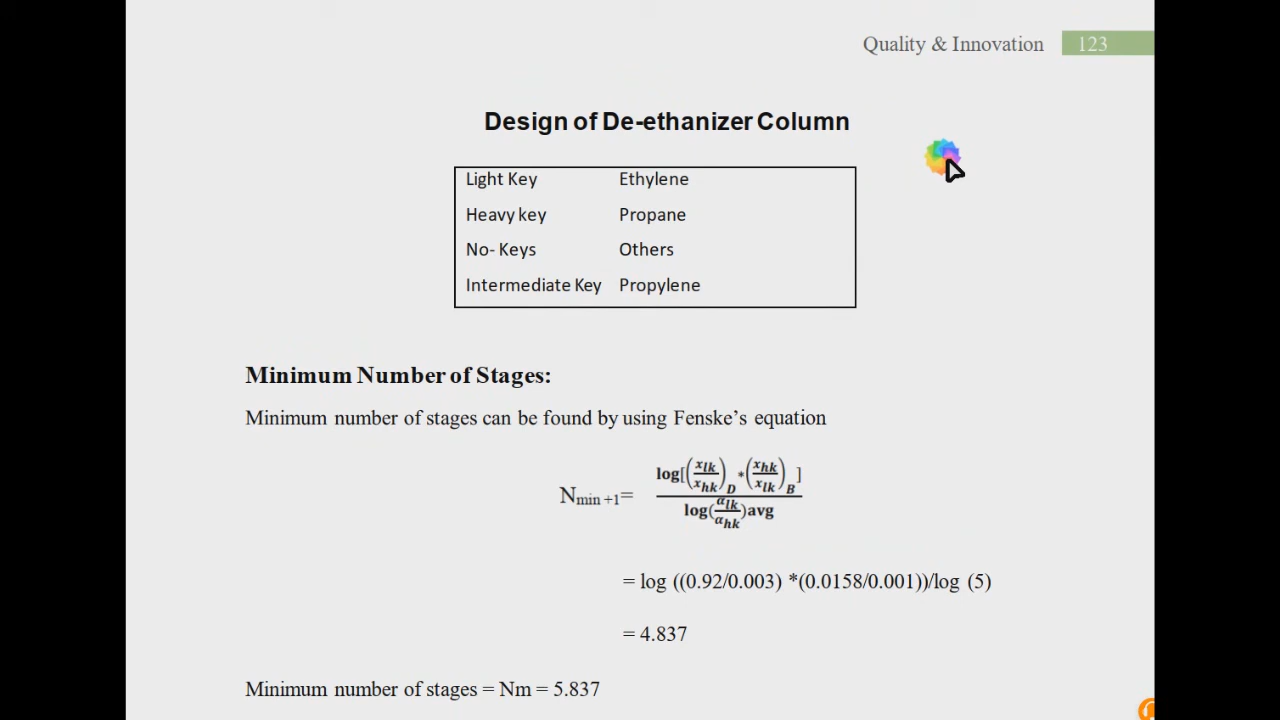 Quality & Innovation 123
Design of De-ethanizer Column
Light Key Ethylene
Heavy key Propane
No- Keys Others
Intermediate Key Propylene
Minimum Number of Stages:
Minimum number of stages can be found by using Fenske’s equation
Nmin +1= log[(xlk/xhk)D *(xhk/xlk)B] / log(αlk/αhk)avg
= log ((0.92/0.003) *(0.0158/0.001))/log (5)
= 4.837
Minimum number of stages = Nm = 5.837